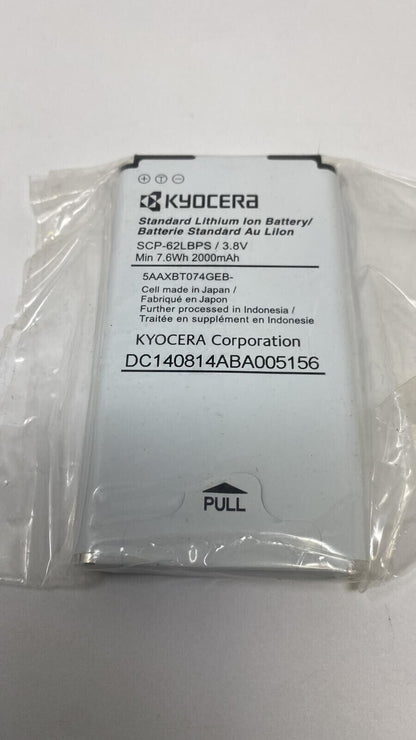 + T -
KYOCERA
Standard Lithium Ion Battery/
Batterie Standard Au LiIon
SCP-62LBPS / 3.8V
Min 7.6Wh 2000mAh
5AAXBT074GEB-
Cell made in Japan /
Fabriqué en Japon
Further processed in Indonesia /
Traitée en supplément en Indonesie
KYOCERA Corporation
DC140814ABA005156
PULL